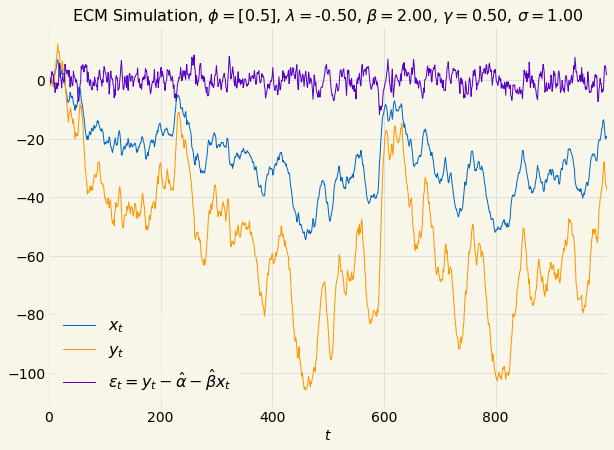 ECM Simulation, ϕ = [0.5], λ = -0.50, β = 2.00, γ = 0.50, σ = 1.00
0
−20
−40
−60
−80
−100
x_t
y_t
ε_t = y_t − α̂ − β̂x_t
0 200 400 600 800
t